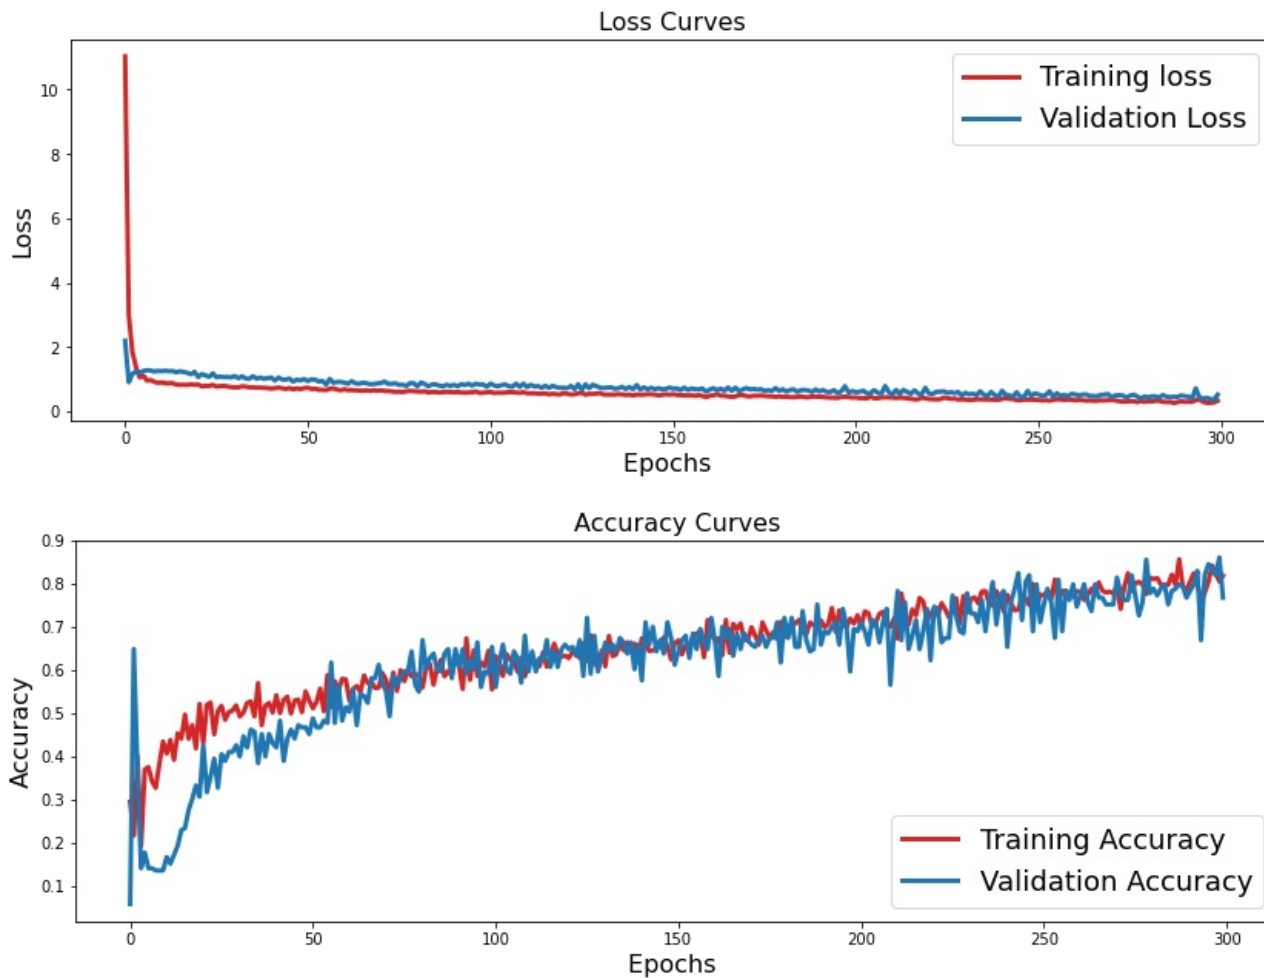 Loss Curves
Training loss
Validation Loss
10
8
6
4
2
0
Loss
0 50 100 150 200 250 300
Epochs
Accuracy Curves
0.9
0.8
0.7
0.6
0.5
0.4
0.3
0.2
0.1
Accuracy
Training Accuracy
Validation Accuracy
0 50 100 150 200 250 300
Epochs